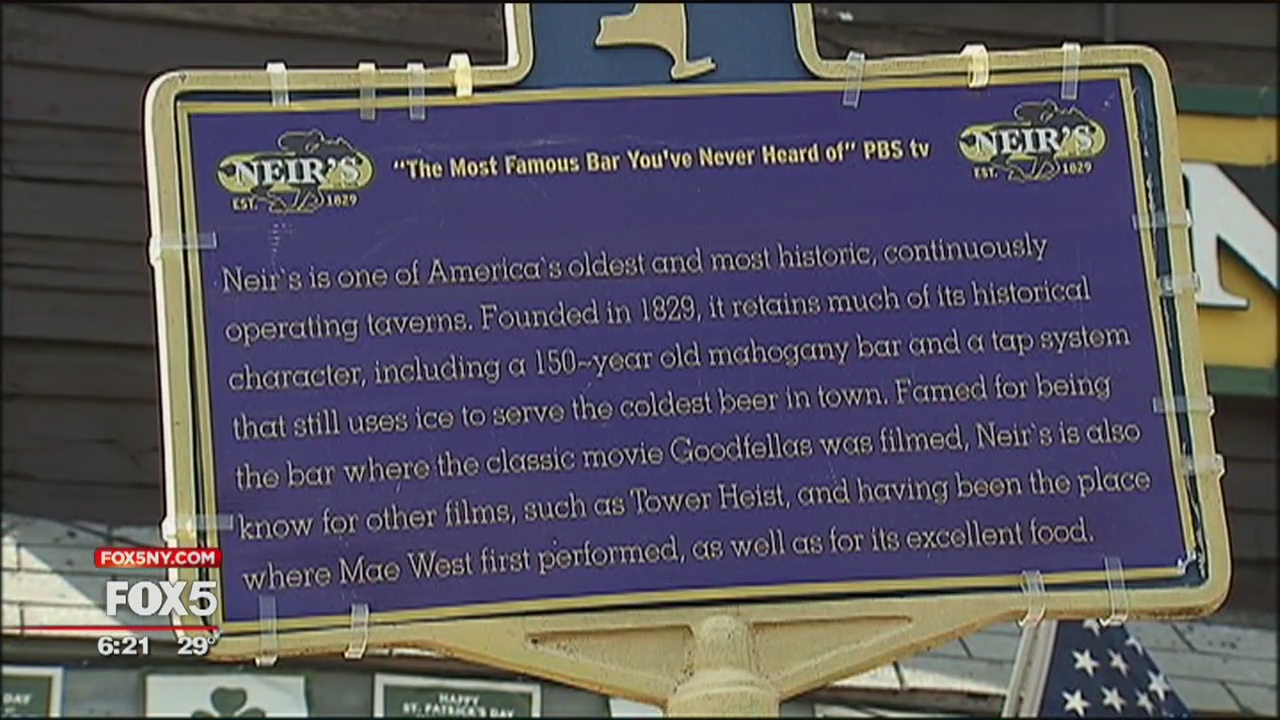 NEIR'S
EST. 1829
"The Most Famous Bar You've Never Heard of" PBS tv
NEIR'S
EST. 1829
Neir`s is one of America`s oldest and most historic, continuously
operating taverns. Founded in 1829, it retains much of its historical
character, including a 150~year old mahogany bar and a tap system
that still uses ice to serve the coldest beer in town. Famed for being
the bar where the classic movie Goodfellas was filmed, Neir`s is also
know for other films, such as Tower Heist, and having been the place
where Mae West first performed, as well as for its excellent food.
N
FOX5NY.COM
FOX5
6:21 29°
DAY
HAPPY
ST. PATRICK'S DAY